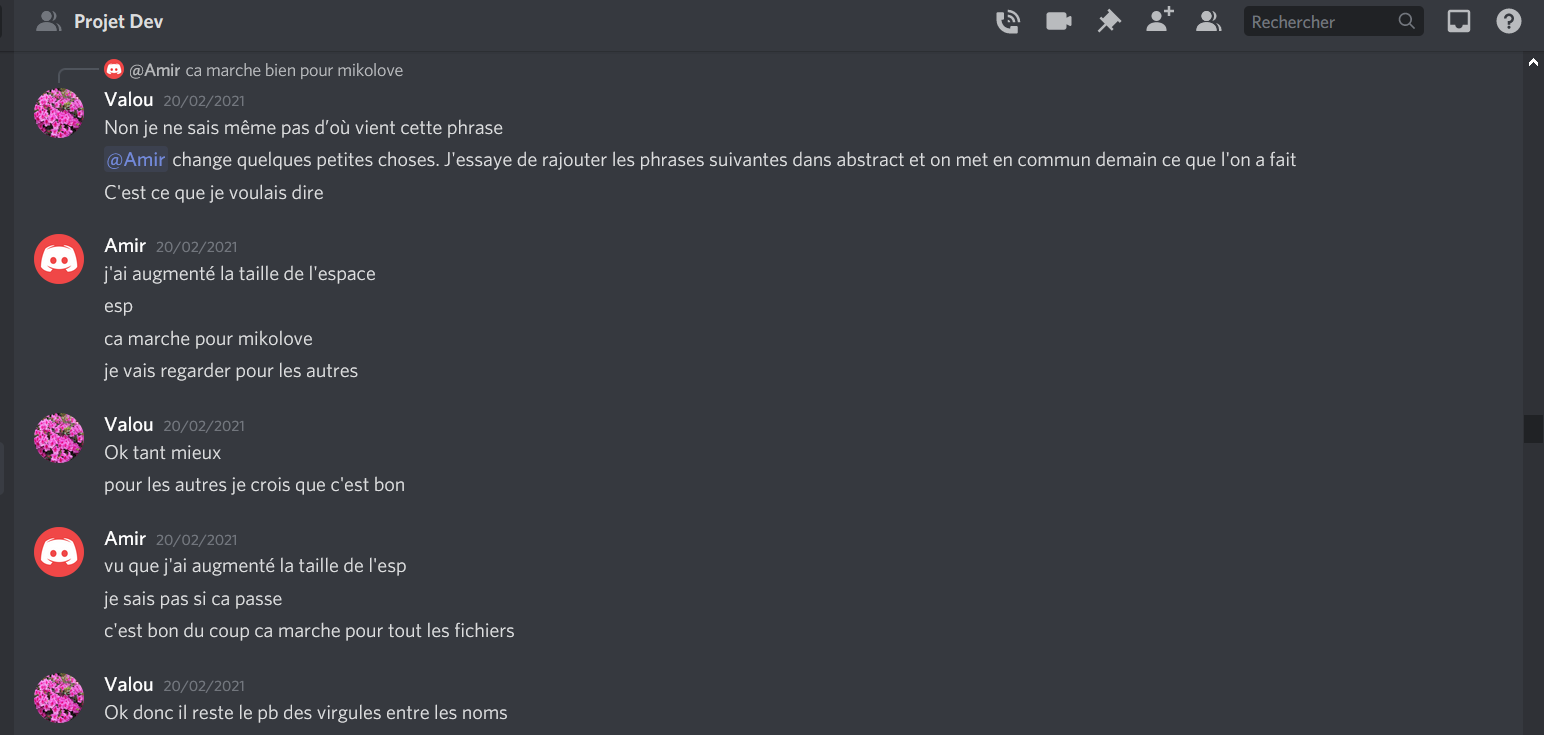 Projet Dev
Rechercher
@Amir ca marche bien pour mikolove
Valou 20/02/2021
Non je ne sais même pas d’où vient cette phrase
@Amir change quelques petites choses. J'essaye de rajouter les phrases suivantes dans abstract et on met en commun demain ce que l'on a fait
C'est ce que je voulais dire
Amir 20/02/2021
j'ai augmenté la taille de l'espace
esp
ca marche pour mikolove
je vais regarder pour les autres
Valou 20/02/2021
Ok tant mieux
pour les autres je crois que c'est bon
Amir 20/02/2021
vu que j'ai augmenté la taille de l'esp
je sais pas si ca passe
c'est bon du coup ca marche pour tout les fichiers
Valou 20/02/2021
Ok donc il reste le pb des virgules entre les noms